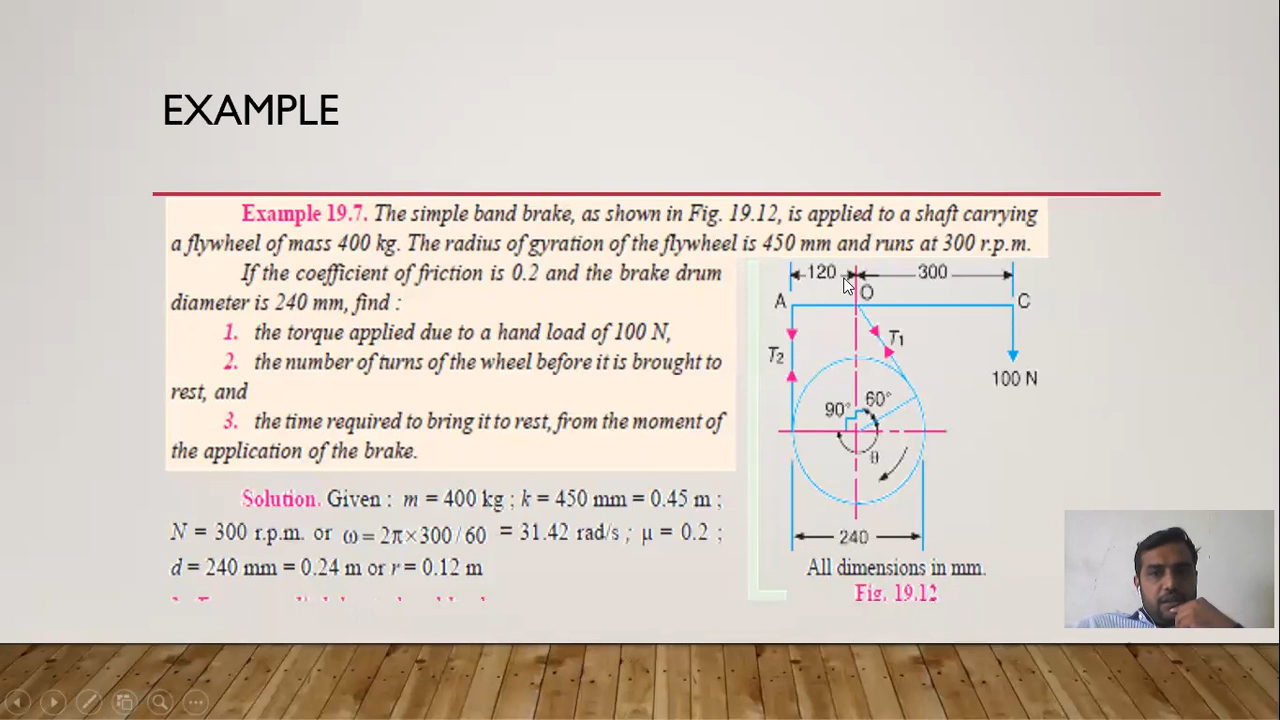 EXAMPLE
Example 19.7. The simple band brake, as shown in Fig. 19.12, is applied to a shaft carrying
a flywheel of mass 400 kg. The radius of gyration of the flywheel is 450 mm and runs at 300 r.p.m.
If the coefficient of friction is 0.2 and the brake drum
diameter is 240 mm, find :
1. the torque applied due to a hand load of 100 N,
2. the number of turns of the wheel before it is brought to
rest, and
3. the time required to bring it to rest, from the moment of
the application of the brake.
Solution. Given : m = 400 kg ; k = 450 mm = 0.45 m ;
N = 300 r.p.m. or ω = 2π×300/60 = 31.42 rad/s ; μ = 0.2 ;
d = 240 mm = 0.24 m or r = 0.12 m
120 300
A O C
T1
T2
100 N
90° 60°
θ
240
All dimensions in mm.
Fig. 19.12